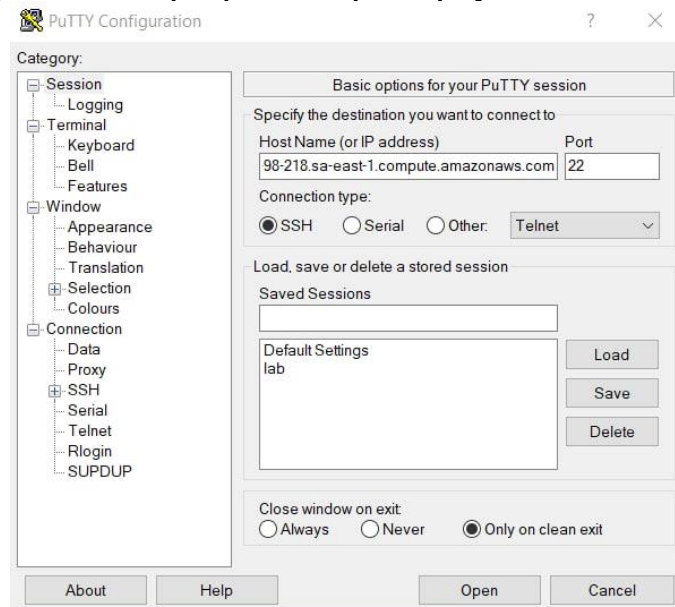 PuTTY Configuration
?
Category:
Session
Logging
Terminal
Keyboard
Bell
Features
Window
Appearance
Behaviour
Translation
Selection
Colours
Connection
Data
Proxy
SSH
Serial
Telnet
Rlogin
SUPDUP
Basic options for your PuTTY session
Specify the destination you want to connect to
Host Name (or IP address) Port
98-218.sa-east-1.compute.amazonaws.com 22
Connection type:
SSH Serial Other: Telnet
Load, save or delete a stored session
Saved Sessions
Default Settings
lab
Load
Save
Delete
Close window on exit:
Always Never Only on clean exit
About Help Open Cancel